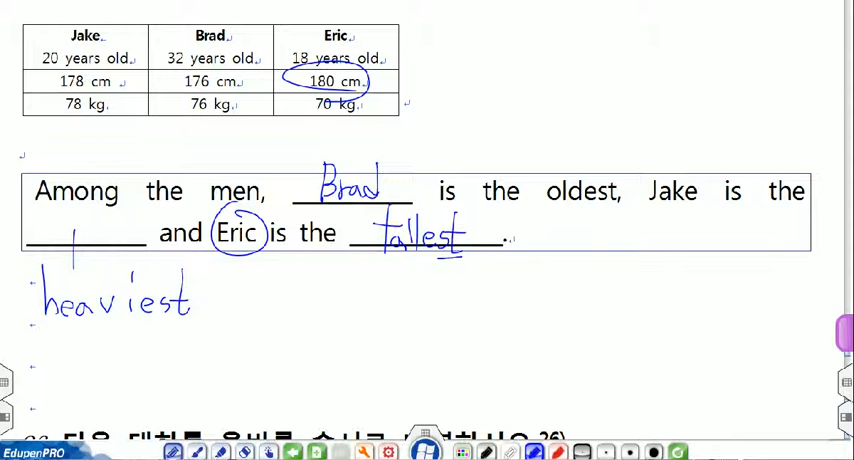 Jake Brad Eric
20 years old 32 years old 18 years old
178 cm 176 cm 180 cm
78 kg 76 kg 70 kg
Among the men, Brad is the oldest, Jake is the
and Eric is the tallest.
heaviest
EdupenPRO